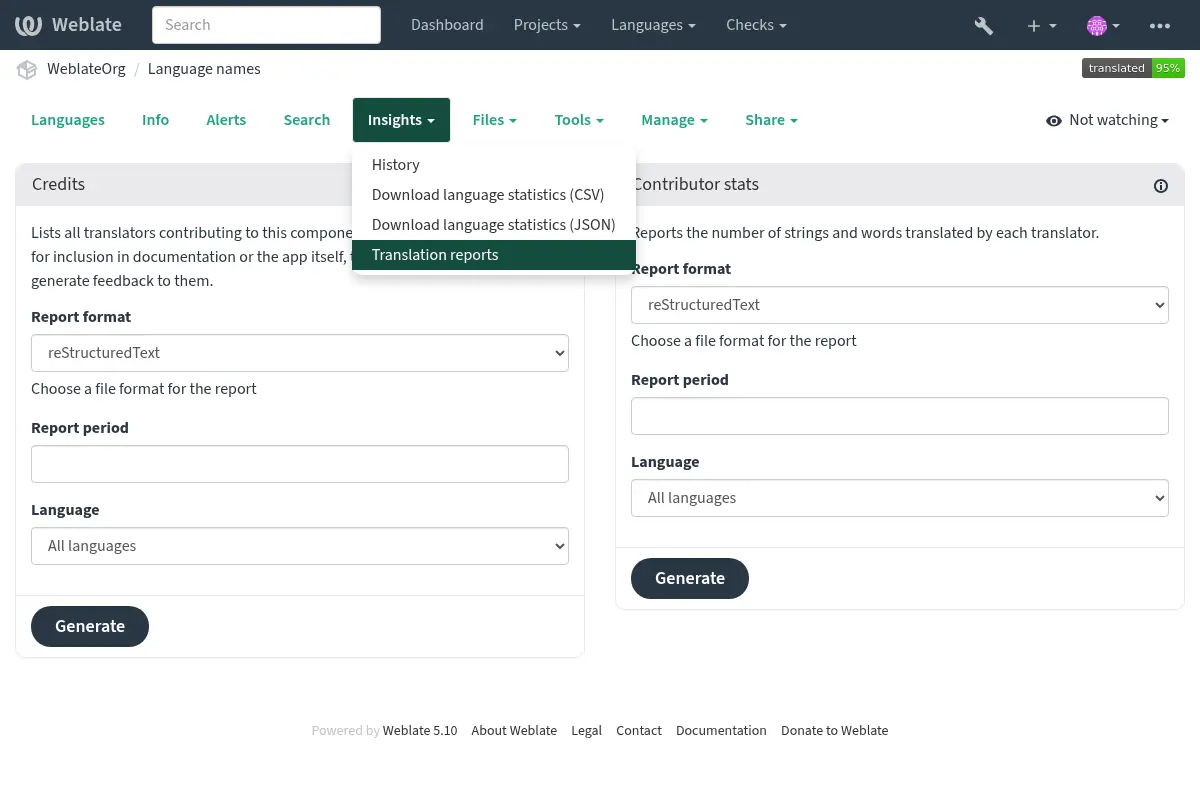 Weblate
Search
Dashboard
Projects
Languages
Checks
WeblateOrg / Language names
translated 95%
Languages
Info
Alerts
Search
Insights
Files
Tools
Manage
Share
Not watching
History
Download language statistics (CSV)
Download language statistics (JSON)
Translation reports
Credits
Lists all translators contributing to this
for inclusion in documentation or the app itself,
generate feedback to them.
Report format
reStructuredText
Choose a file format for the report
Report period
Language
All languages
Generate
Contributor stats
Reports the number of strings and words translated by each translator.
Report format
reStructuredText
Choose a file format for the report
Report period
Language
All languages
Generate
Powered by Weblate 5.10 About Weblate Legal Contact Documentation Donate to Weblate